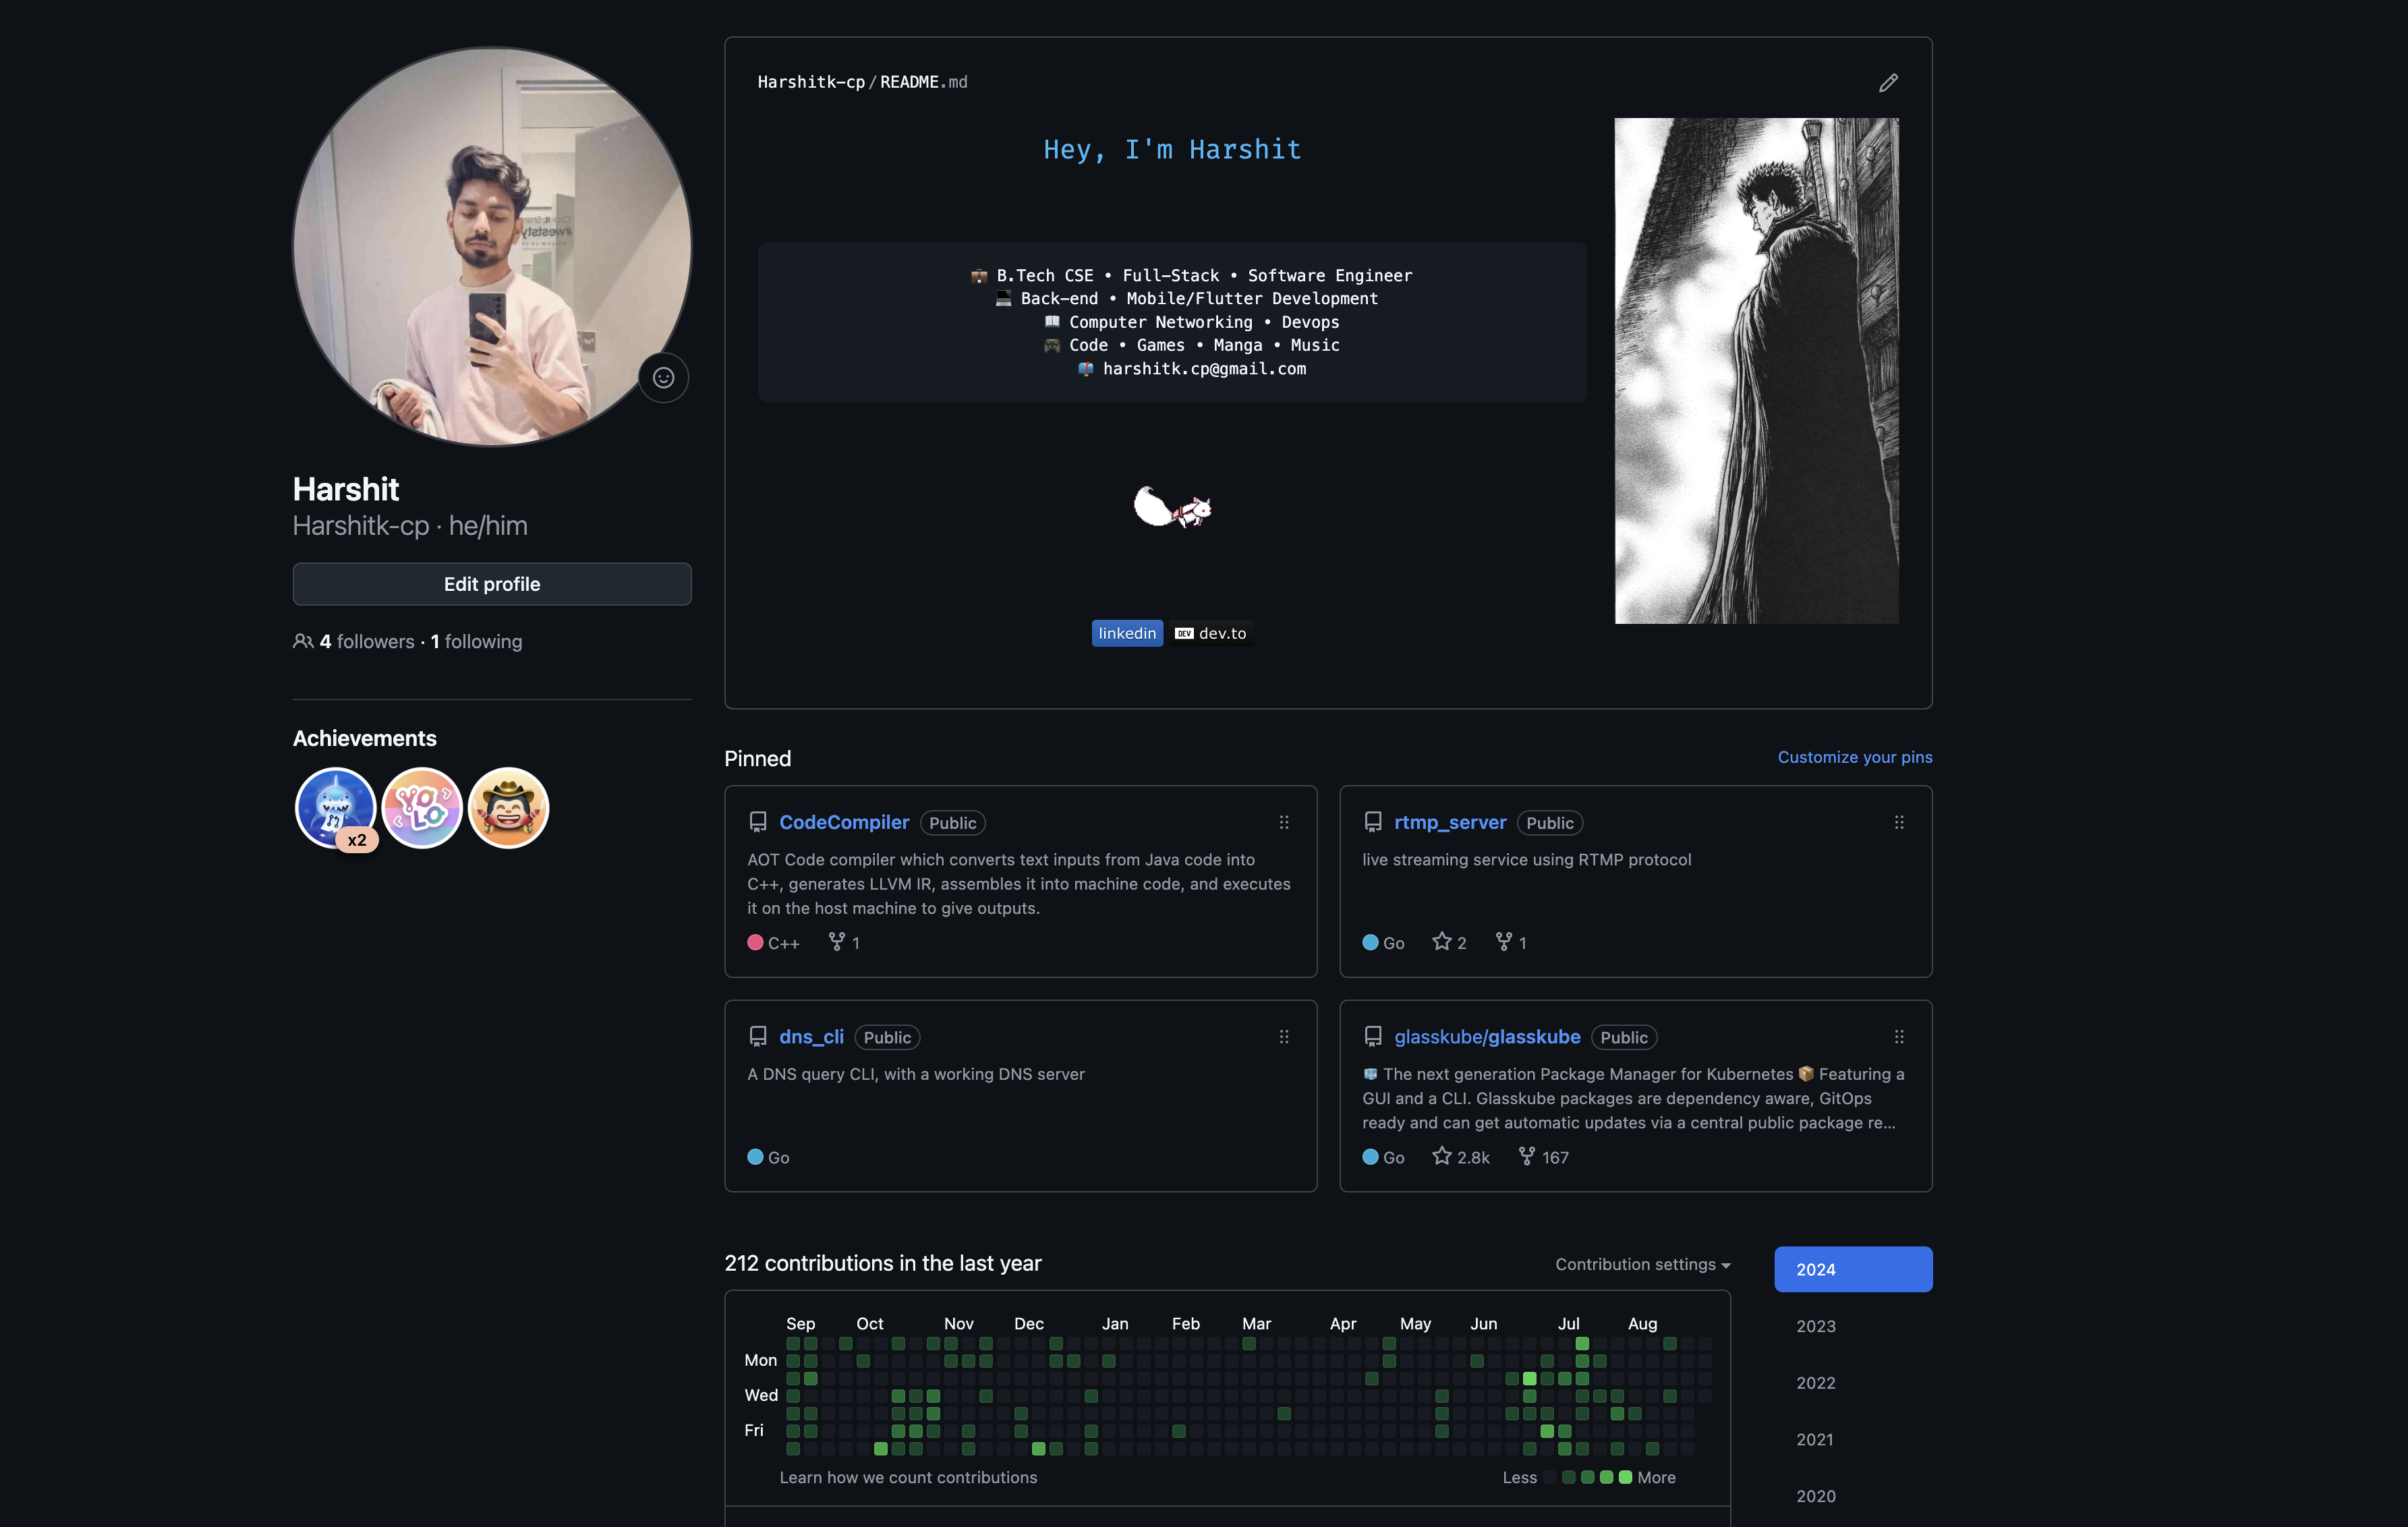 Harshitk-cp/README.md
Hey, I'm Harshit
💼 B.Tech CSE • Full-Stack • Software Engineer
💻 Back-end • Mobile/Flutter Development
📖 Computer Networking • Devops
🎮 Code • Games • Manga • Music
📫 harshitk.cp@gmail.com
linkedin
DEV dev.to
Harshit
Harshitk-cp · he/him
Edit profile
4 followers · 1 following
Achievements
YOLO
x2
Pinned
Customize your pins
CodeCompiler Public
AOT Code compiler which converts text inputs from Java code into
C++, generates LLVM IR, assembles it into machine code, and executes
it on the host machine to give outputs.
C++ 1
rtmp_server Public
live streaming service using RTMP protocol
Go 2 1
dns_cli Public
A DNS query CLI, with a working DNS server
Go
glasskube/glasskube Public
🧊 The next generation Package Manager for Kubernetes 📦 Featuring a
GUI and a CLI. Glasskube packages are dependency aware, GitOps
ready and can get automatic updates via a central public package re...
Go 2.8k 167
212 contributions in the last year
Contribution settings
2024
2023
2022
2021
2020
Sep Oct Nov Dec Jan Feb Mar Apr May Jun Jul Aug
Mon
Wed
Fri
Learn how we count contributions
Less More